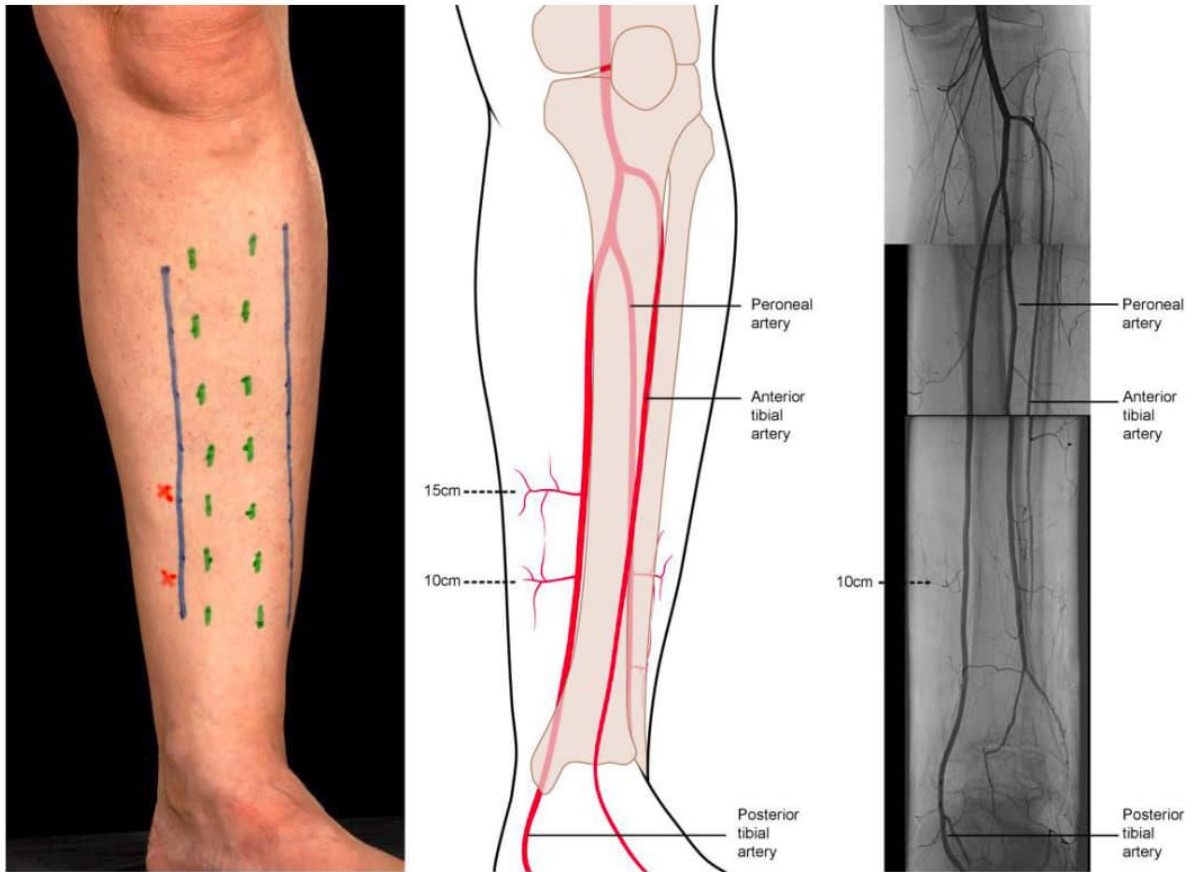 Peroneal
artery
Anterior
tibial
artery
15cm
10cm
Posterior
tibial
artery
Peroneal
artery
Anterior
tibial
artery
10cm
Posterior
tibial
artery